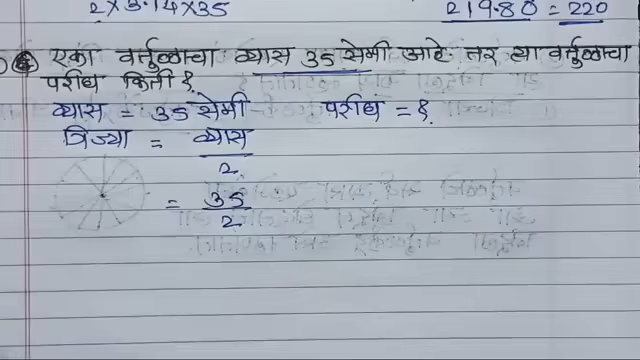 2 x 3.14 x 35 219.80 = 220
एका वर्तुळाचा व्यास 35 सेमी आहे तर त्या वर्तुळाचा
परीघ किती ?
व्यास = 35 सेमी परीघ = ?
त्रिज्या = व्यास
2
= 35
2